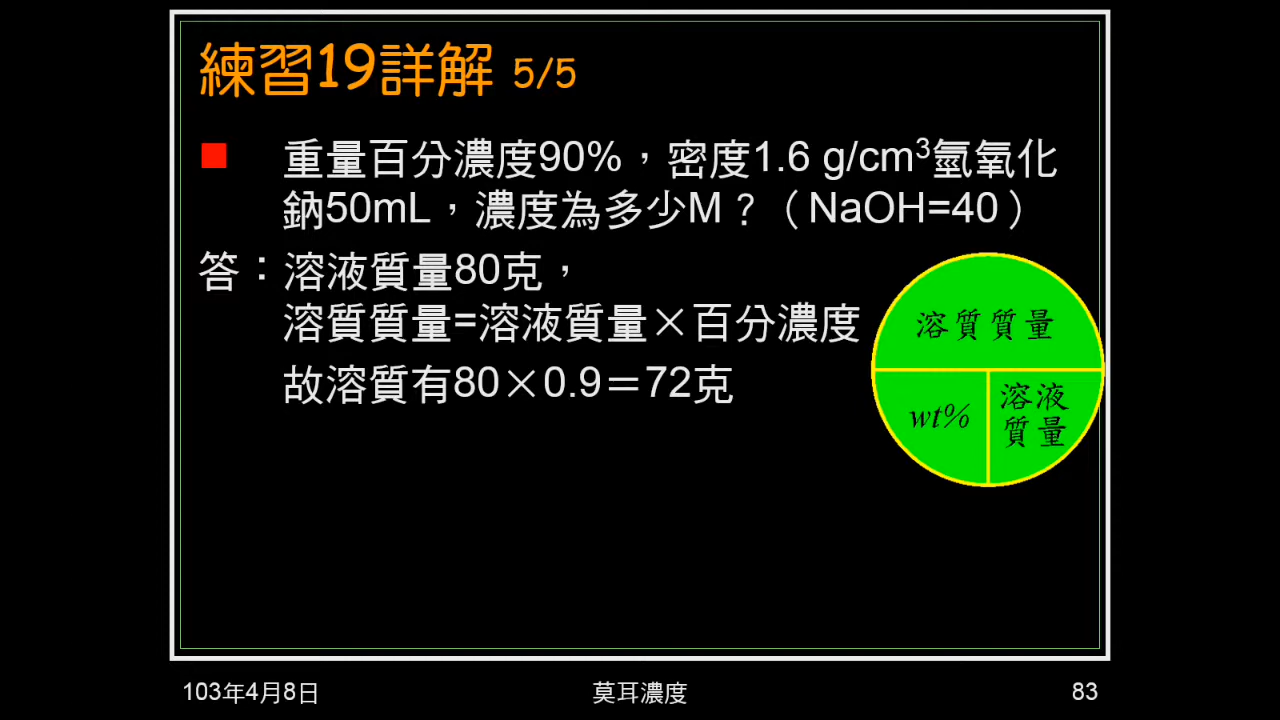 練習19詳解 5/5
重量百分濃度90%，密度1.6 g/cm³氫氧化
鈉50mL，濃度為多少M？（NaOH=40）
答：溶液質量80克，
溶質質量=溶液質量×百分濃度
故溶質有80×0.9＝72克
溶質質量
wt%
溶液
質量
103年4月8日
莫耳濃度
83